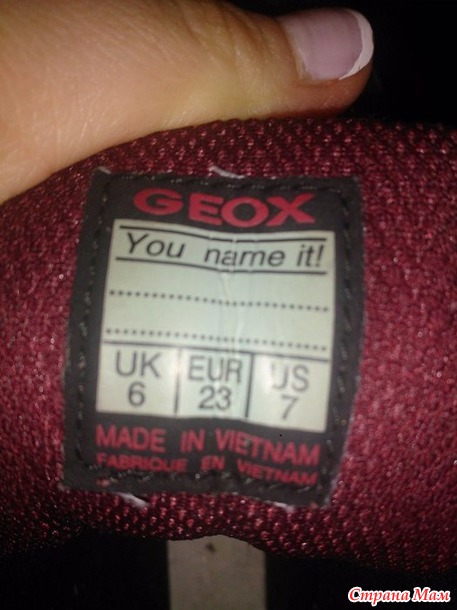 GEOX
You name it!
UK EUR US
6 23 7
MADE IN VIETNAM
FABRIQUE EN VIETNAM
Страна Мам